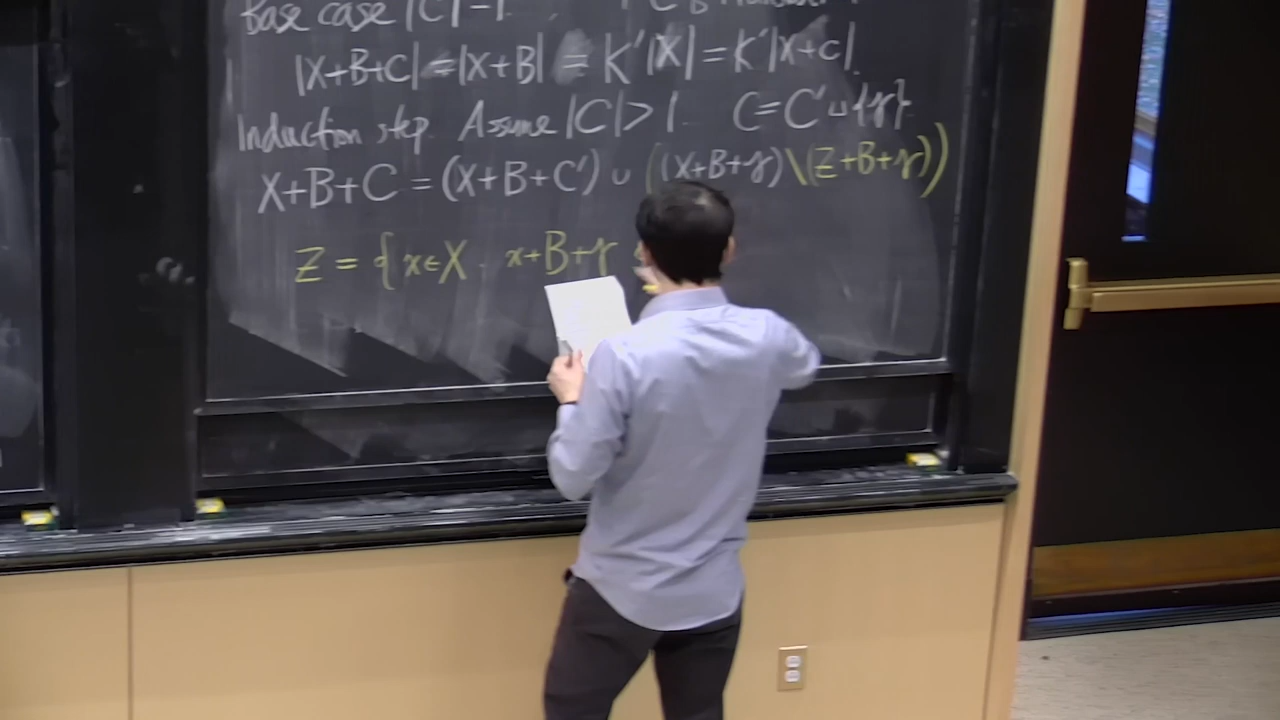 Base case |C|=1.
|X+B+C| = |X+B| = K'|X| = K'|X+C|.
Induction step. Assume |C|>1. C=C'⊔{γ}.
X+B+C = (X+B+C') ∪ ((X+B+γ)\(Z+B+γ))
Z = {x∈X : x+B+γ